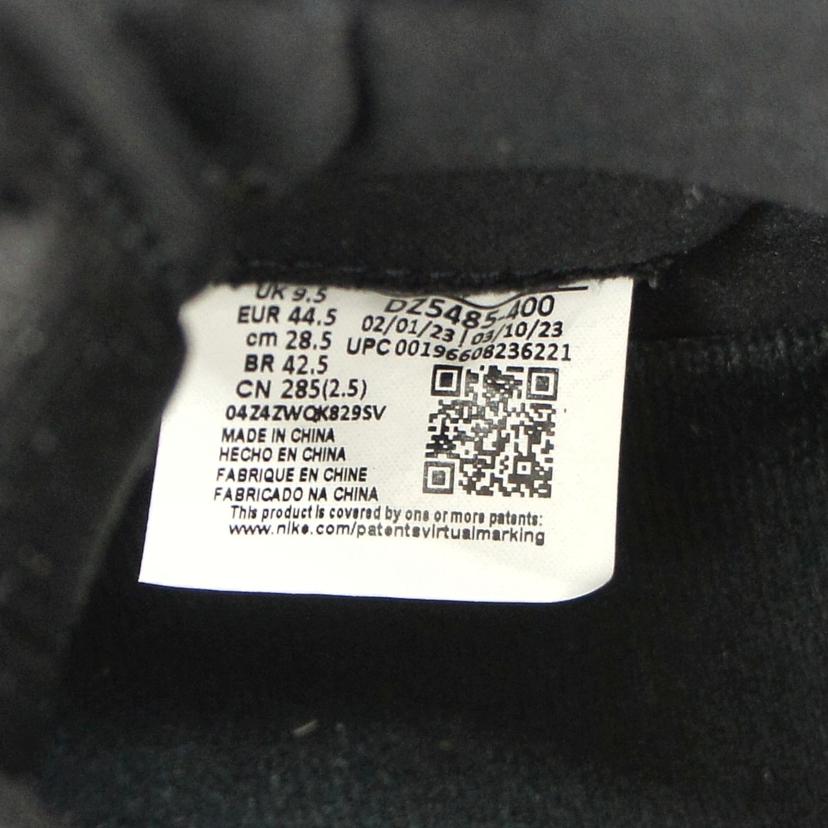 UK 9.5
EUR 44.5
cm 28.5
BR 42.5
CN 285(2.5)
04Z4ZWQK829SV
DZ5485-400
02/01/23 | 03/10/23
UPC 00196608236221
MADE IN CHINA
HECHO EN CHINA
FABRIQUE EN CHINE
FABRICADO NA CHINA
This product is covered by one or more patents:
www.nike.com/patentsvirtualmarking